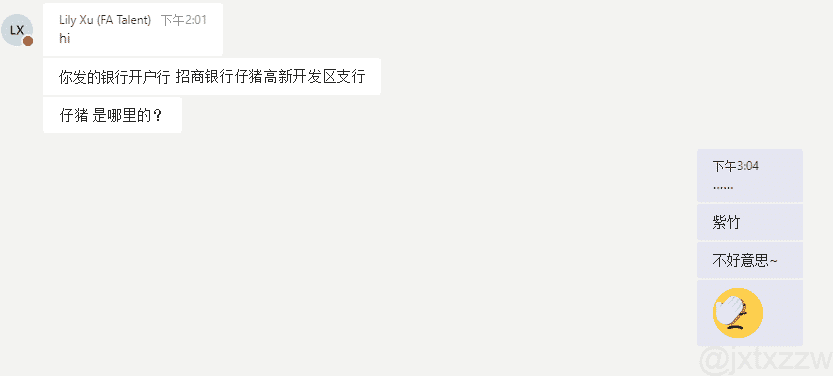 LX
Lily Xu (FA Talent) 下午2:01
hi
你发的银行开户行 招商银行仔猪高新开发区支行
仔猪 是哪里的？
下午3:04
......
紫竹
不好意思~
@jxtxzzw